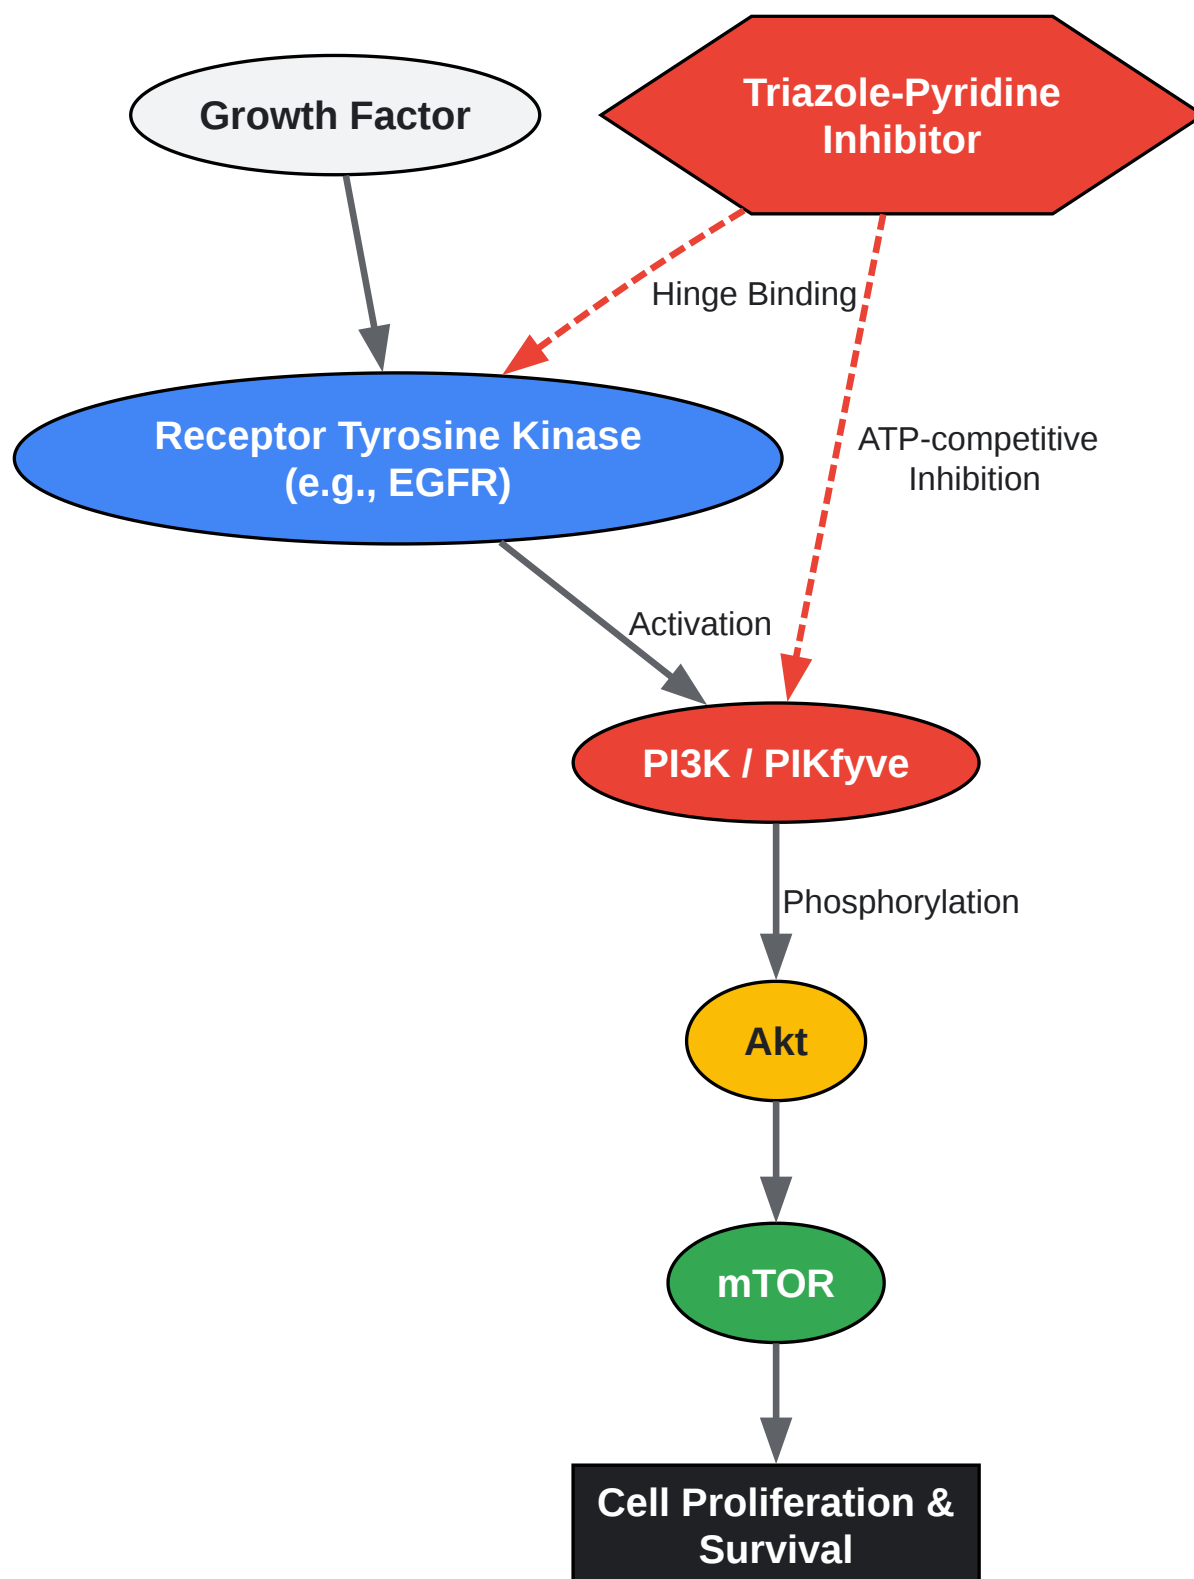 Growth Factor
Triazole-Pyridine
Inhibitor
Hinge Binding
Receptor Tyrosine Kinase
(e.g., EGFR)
ATP-competitive
Inhibition
Activation
PI3K / PIKfyve
Phosphorylation
Akt
mTOR
Cell Proliferation &
Survival